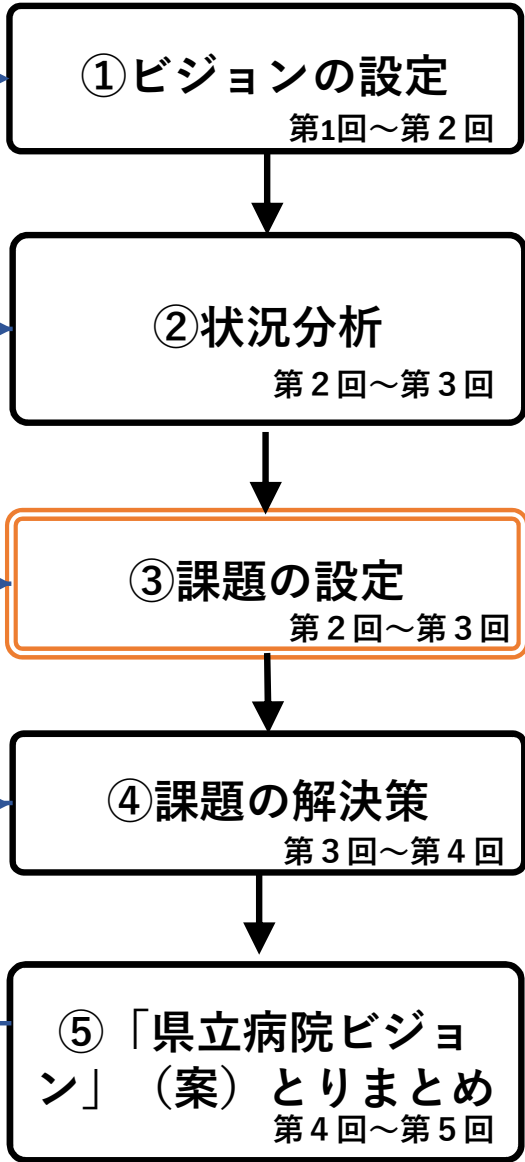 ①ビジョンの設定
第1回～第２回
②状況分析
第２回～第３回
③課題の設定
第２回～第３回
④課題の解決策
第３回～第４回
⑤「県立病院ビジョ
ン」（案）とりまとめ
第４回～第５回